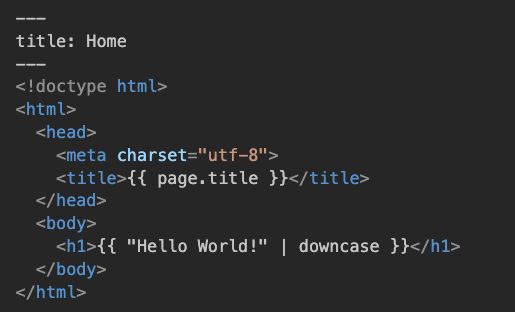 ---
title: Home
---
<!doctype html>
<html>
  <head>
    <meta charset="utf-8">
    <title>{{ page.title }}</title>
  </head>
  <body>
    <h1>{{ "Hello World!" | downcase }}</h1>
  </body>
</html>